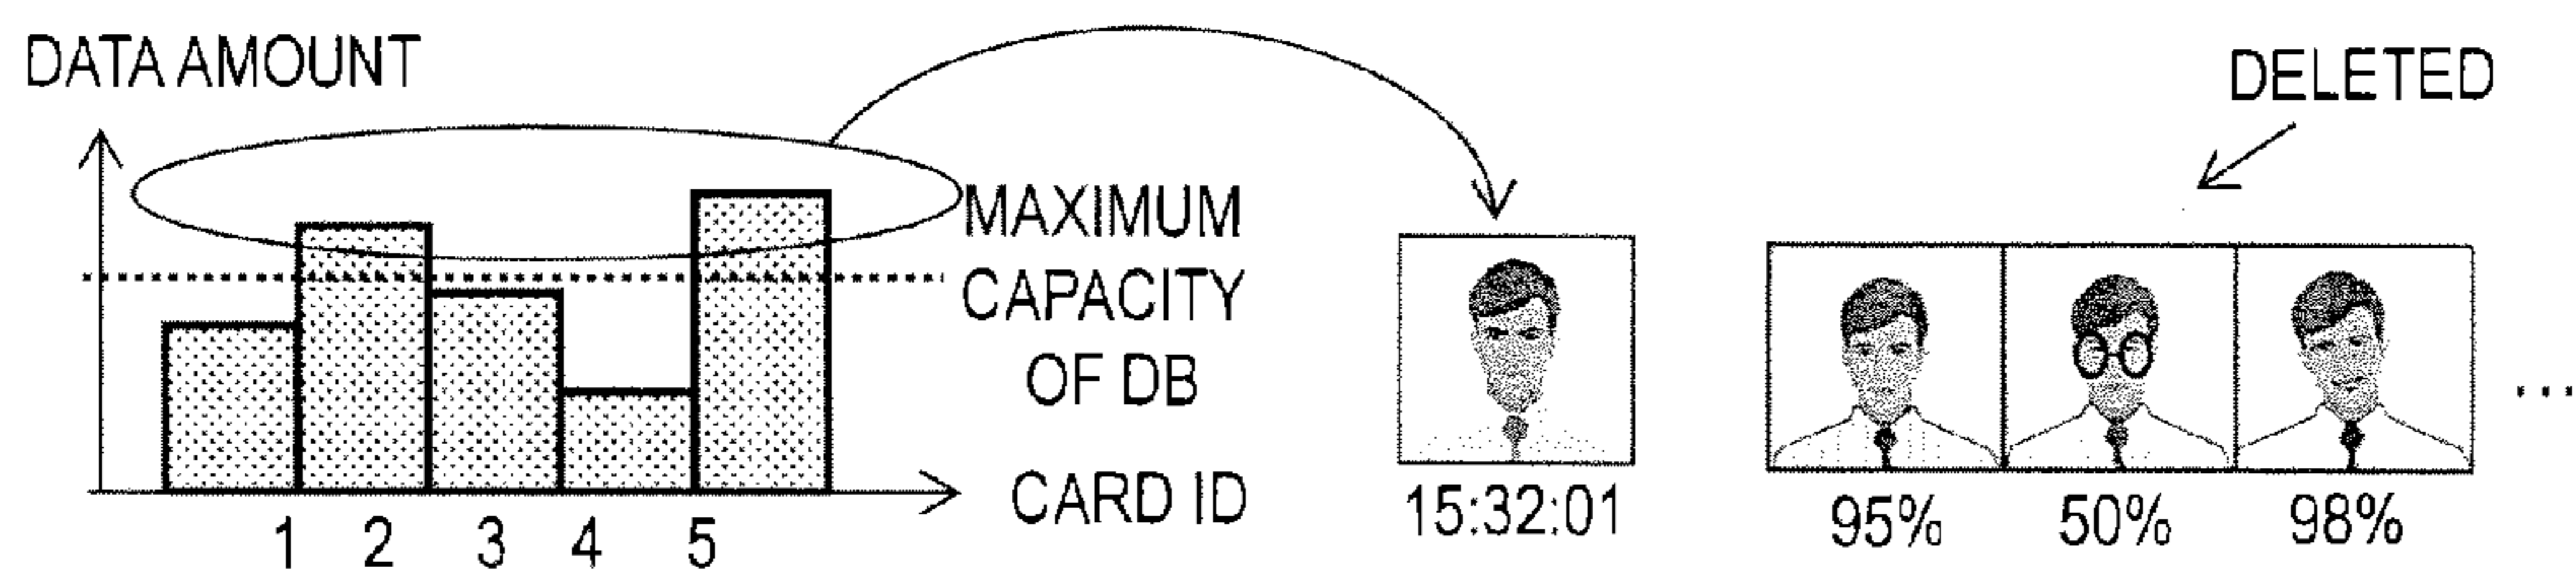 DATA AMOUNT
DELETED
MAXIMUM
CAPACITY
OF DB
CARD ID
1 2 3 4 5
15:32:01
95% 50% 98%